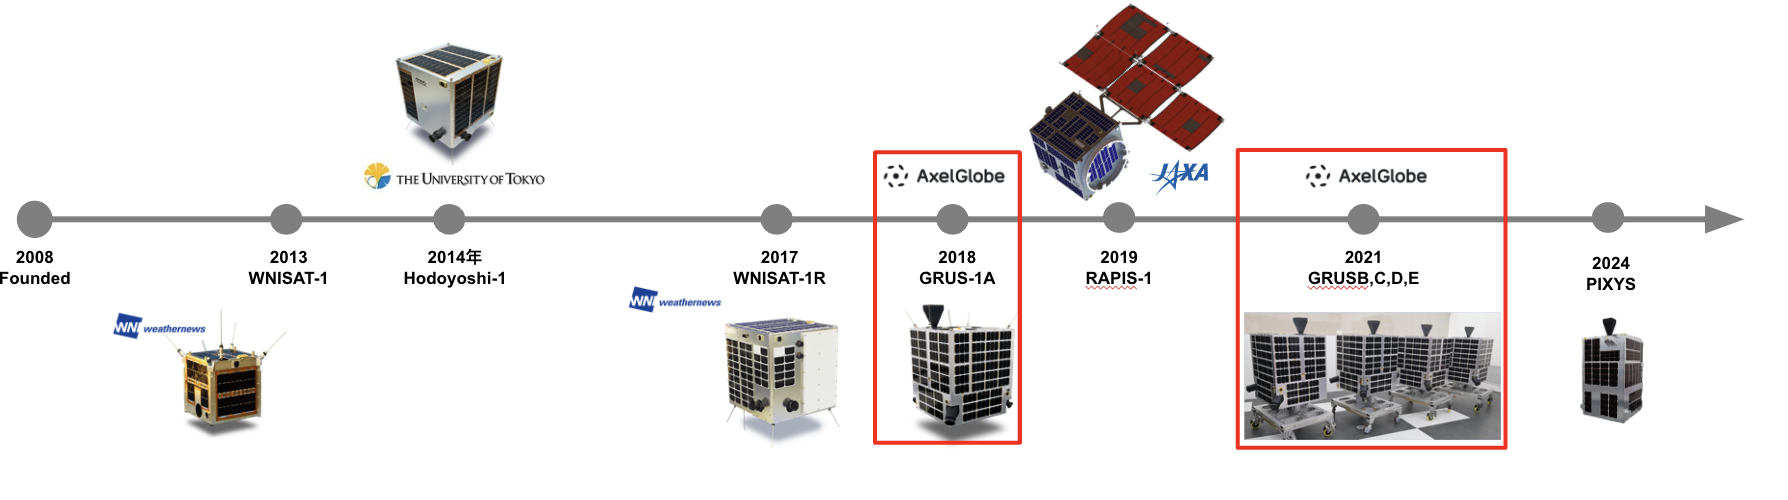 THE UNIVERSITY OF TOKYO
AxelGlobe
JAXA
AxelGlobe
2008
Founded
2013
WNISAT-1
2014年
Hodoyoshi-1
2017
WNISAT-1R
2018
GRUS-1A
2019
RAPIS-1
2021
GRUSB,C,D,E
2024
PIXYS
WNI weathernews
WNI weathernews